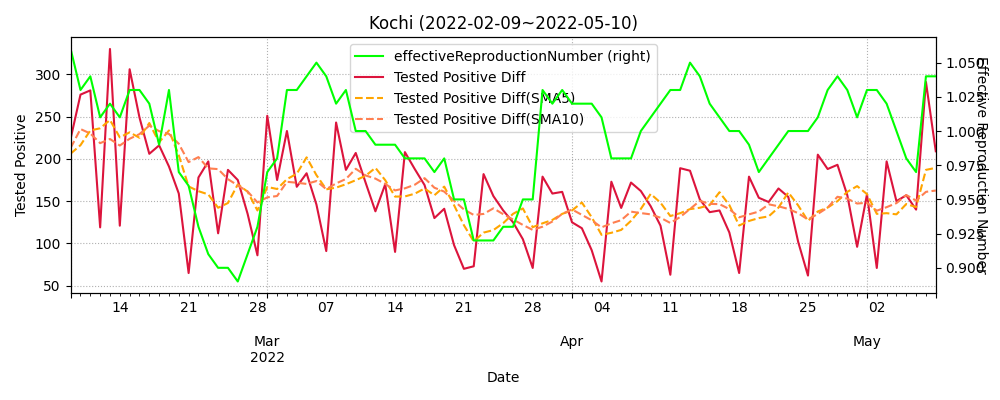 Kochi (2022-02-09~2022-05-10)
effectiveReproductionNumber (right)
Tested Positive Diff
Tested Positive Diff(SMA5)
Tested Positive Diff(SMA10)
Tested Positive
300
250
200
150
100
50
1.050
1.025
1.000
0.975
0.950
0.925
0.900
Effective Reproduction Number
14 21 28 07 14 21 28 04 11 18 25 02
Mar Apr May
2022
Date